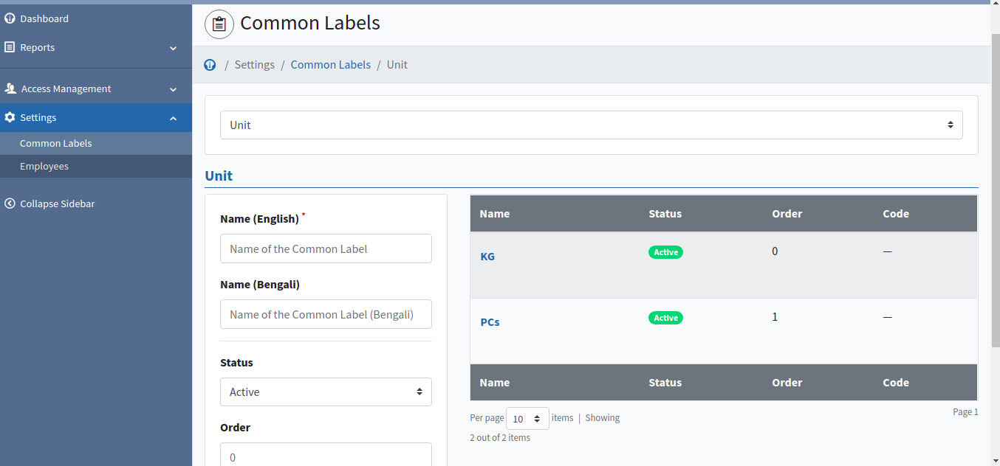 Dashboard
Reports
Access Management
Settings
Common Labels
Employees
Collapse Sidebar
Common Labels
/ Settings / Common Labels / Unit
Unit
Unit
Name (English) *
Name of the Common Label
Name (Bengali)
Name of the Common Label (Bengali)
Status
Active
Order
0
Name Status Order Code
KG Active 0 —
PCs Active 1 —
Name Status Order Code
Per page 10 items | Showing
2 out of 2 items
Page 1